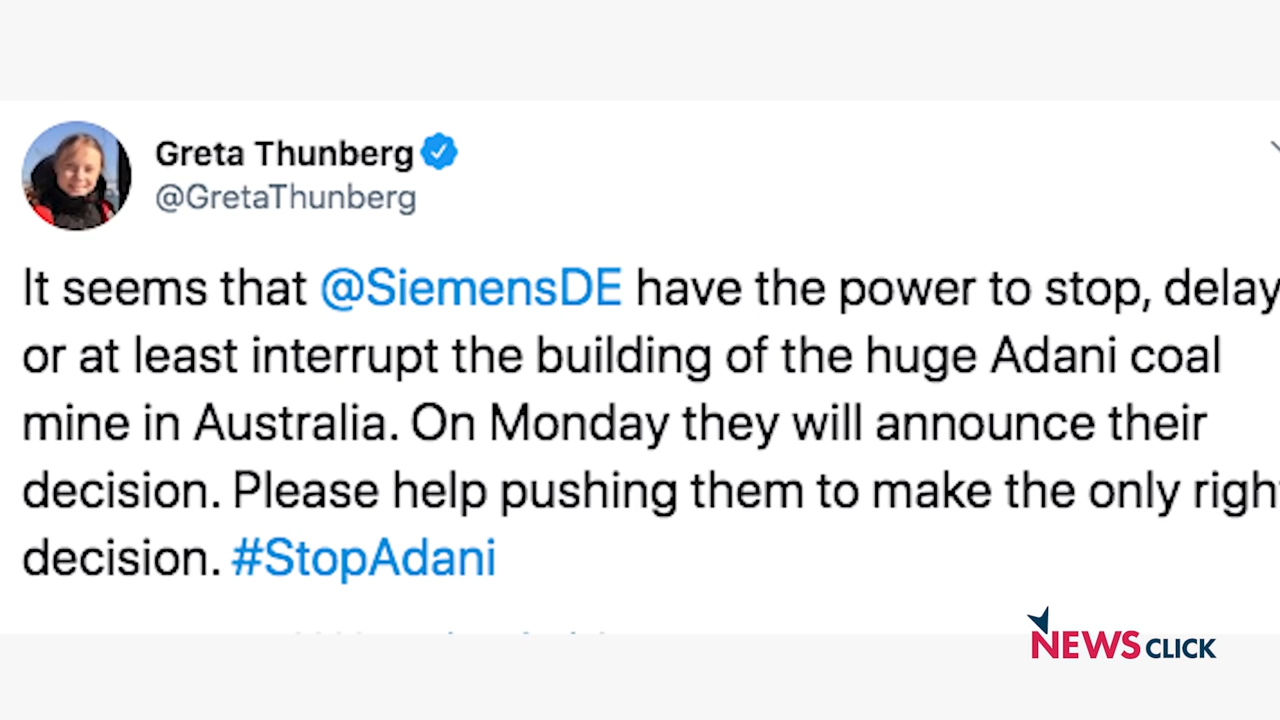 Greta Thunberg
@GretaThunberg
It seems that @SiemensDE have the power to stop, delay
or at least interrupt the building of the huge Adani coal
mine in Australia. On Monday they will announce their
decision. Please help pushing them to make the only righ
decision. #StopAdani
NEWS CLICK